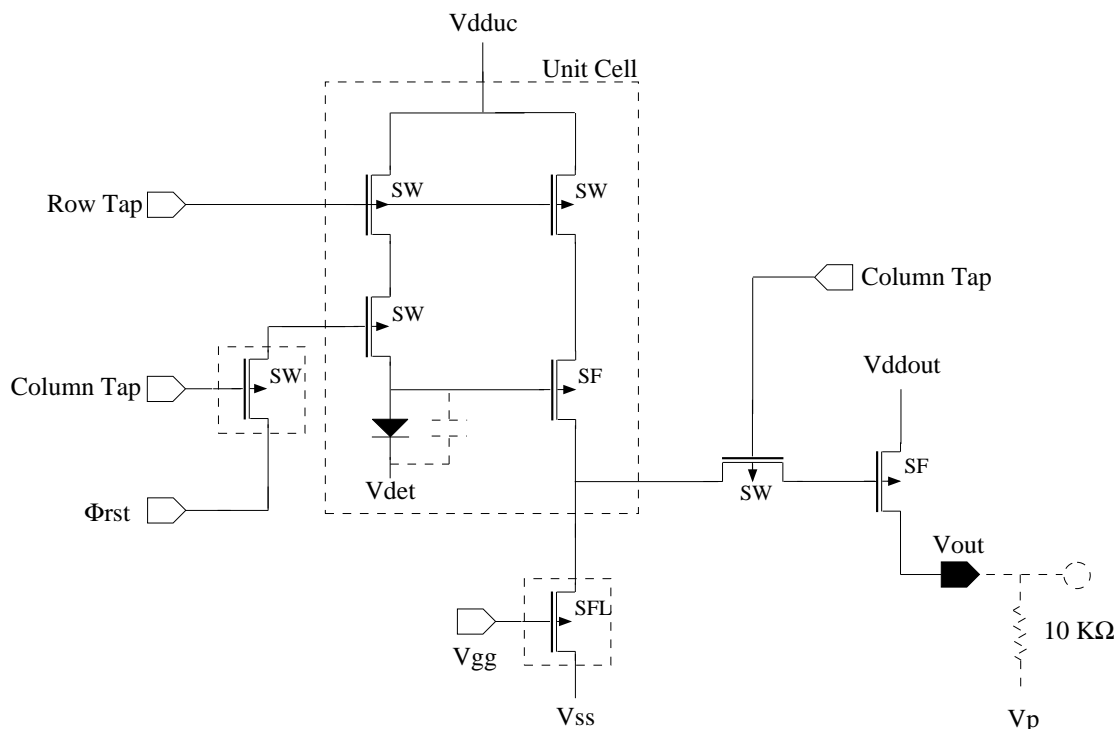 Vdduc
Unit Cell
SW
SW
Row Tap
Column Tap
SW
SW
Vddout
Column Tap
SF
SF
Vdet
SW
Φrst
Vout
SFL
10 KΩ
Vgg
Vss
Vp